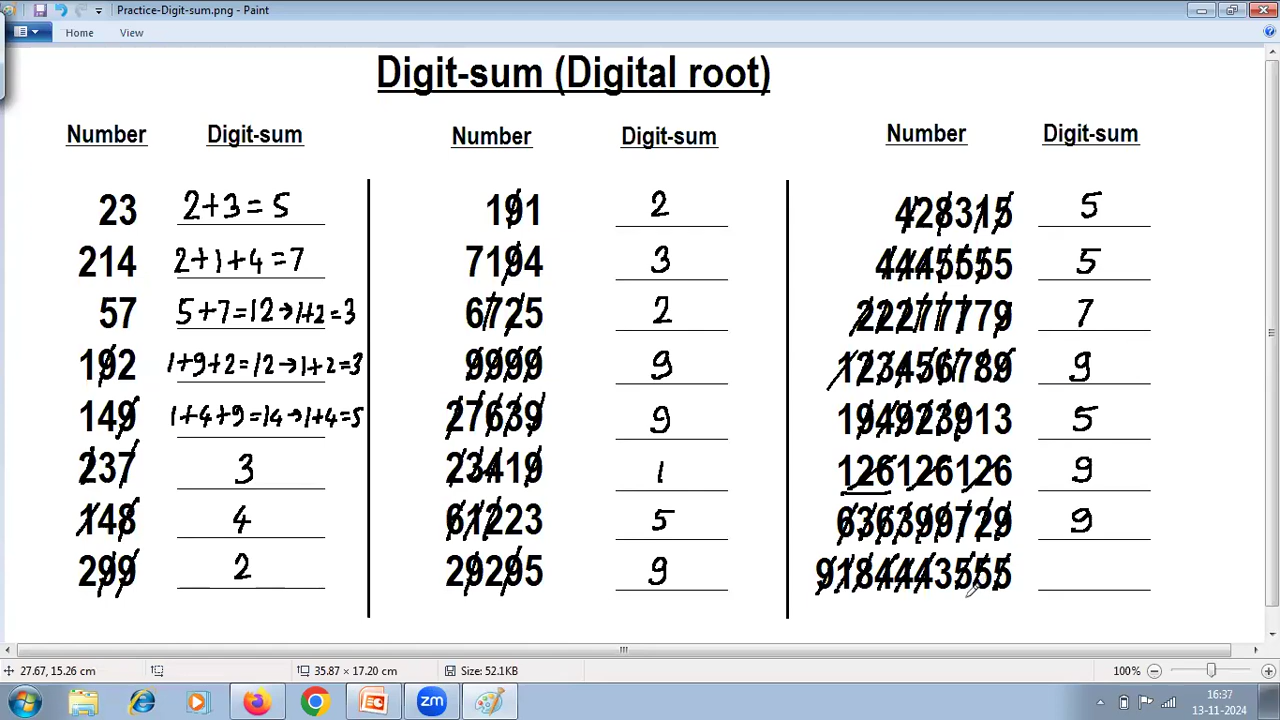 Practice-Digit-sum.png - Paint
Home View
Digit-sum (Digital root)
Number Digit-sum Number Digit-sum Number Digit-sum
23 2+3=5 191 2 428315 5
214 2+1+4=7 7194 3 4445555 5
57 5+7=12→1+2=3 6725 2 22277779 7
192 1+9+2=12→1+2=3 9999 9 123456789 9
149 1+4+9=14→1+4=5 27639 9 194923913 5
237 3 23419 1 126126126 9
148 4 61223 5 636399729 9
299 2 29295 9 9184443555
27.67, 15.26 cm 35.87 × 17.20 cm Size: 52.1KB 100%
zm 16:37
13-11-2024